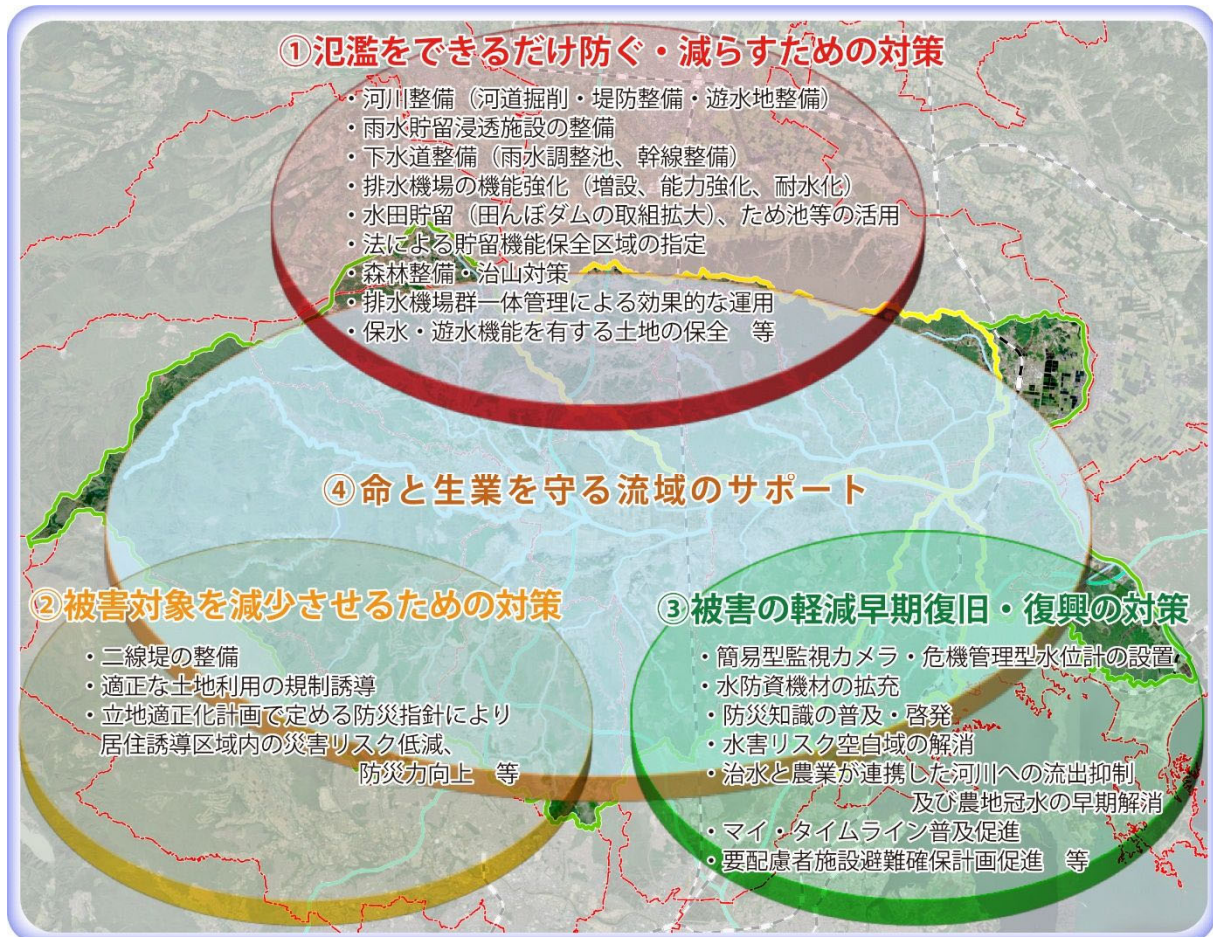 ①氾濫をできるだけ防ぐ・減らすための対策
・河川整備（河道掘削・堤防整備・遊水地整備）
・雨水貯留浸透施設の整備
・下水道整備（雨水調整池、幹線整備）
・排水機場の機能強化（増設、能力強化、耐水化）
・水田貯留（田んぼダムの取組拡大）、ため池等の活用
・法による貯留機能保全区域の指定
・森林整備・治山対策
・排水機場群一体管理による効果的な運用
・保水・遊水機能を有する土地の保全　等
④命と生業を守る流域のサポート
②被害対象を減少させるための対策
・二線堤の整備
・適正な土地利用の規制誘導
・立地適正化計画で定める防災指針により
居住誘導区域内の災害リスク低減、
防災力向上　等
③被害の軽減早期復旧・復興の対策
・簡易型監視カメラ・危機管理型水位計の設置
・水防資機材の拡充
・防災知識の普及・啓発
・水害リスク空白域の解消
・治水と農業が連携した河川への流出抑制
及び農地冠水の早期解消
・マイ・タイムライン普及促進
・要配慮者施設避難確保計画促進　等